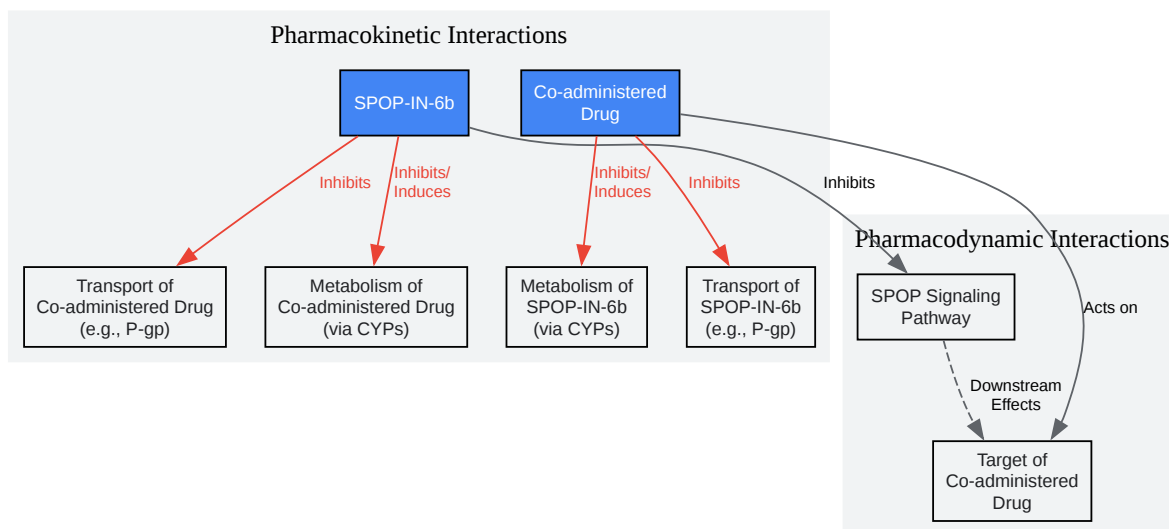 Pharmacokinetic Interactions
SPOP-IN-6b
Co-administered
Drug
Inhibits
Inhibits/
Induces
Inhibits/
Induces
Inhibits
Inhibits
Transport of
Co-administered Drug
(e.g., P-gp)
Metabolism of
Co-administered Drug
(via CYPs)
Metabolism of
SPOP-IN-6b
(via CYPs)
Transport of
SPOP-IN-6b
(e.g., P-gp)
Pharmacodynamic Interactions
SPOP Signaling
Pathway
Acts on
Downstream
Effects
Target of
Co-administered
Drug